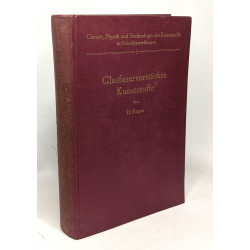 Chemie, Physik und Technologie der Kunststoffe
in Einzeldarstellungen
Glasfaserverstärkte
Kunststoffe
Von
H. Hagen